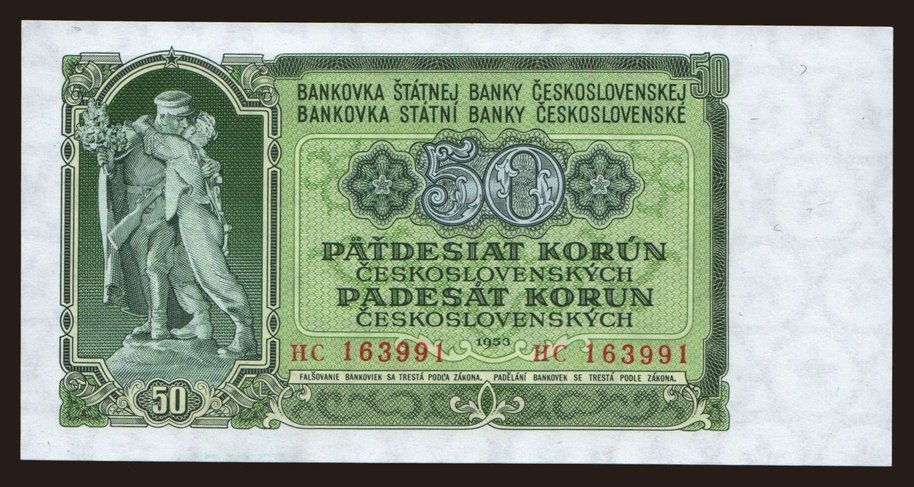 50
BANKOVKA ŠTÁTNEJ BANKY ČESKOSLOVENSKEJ
BANKOVKA STÁTNÍ BANKY ČESKOSLOVENSKÉ
50
PÄŤDESIAT KORÚN
ČESKOSLOVENSKÝCH
PADESÁT KORUN
ČESKOSLOVENSKÝCH
1953
HC 163991 HC 163991
FALŠOVANIE BANKOVIEK SA TRESTÁ PODĽA ZÁKONA. PADĚLÁNÍ BANKOVEK SE TRESTÁ PODLE ZÁKONA.
50